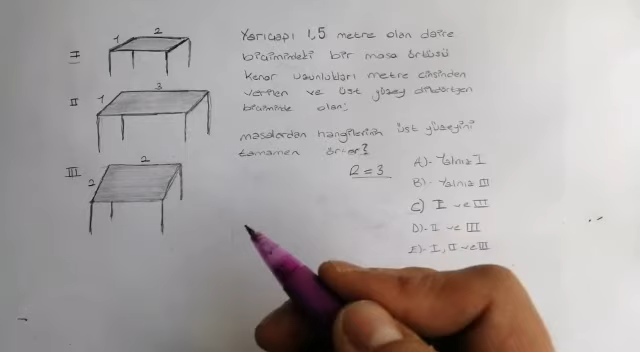 I
1 2
II
1 3
III
2 2
Yarıçapı 1,5 metre olan daire
biçimindeki bir masa örtüsü
kenar uzunlukları metre cinsinden
verilen ve üst yüzey dikdörtgen
biçiminde olan;
masalardan hangilerinin üst yüzeyini
tamamen örter?
R = 3
A)- Yalnız I
B)- Yalnız III
C) I ve III
D)- II ve III
E)- I, II ve III